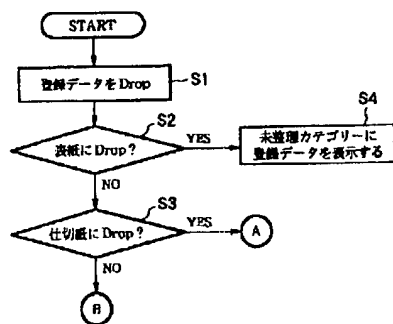 START
登録データをDrop
S1
S2
表紙にDrop?
YES
S4
未整理カテゴリーに
登録データを表示する
NO
S3
仕切紙にDrop?
YES
A
NO
B